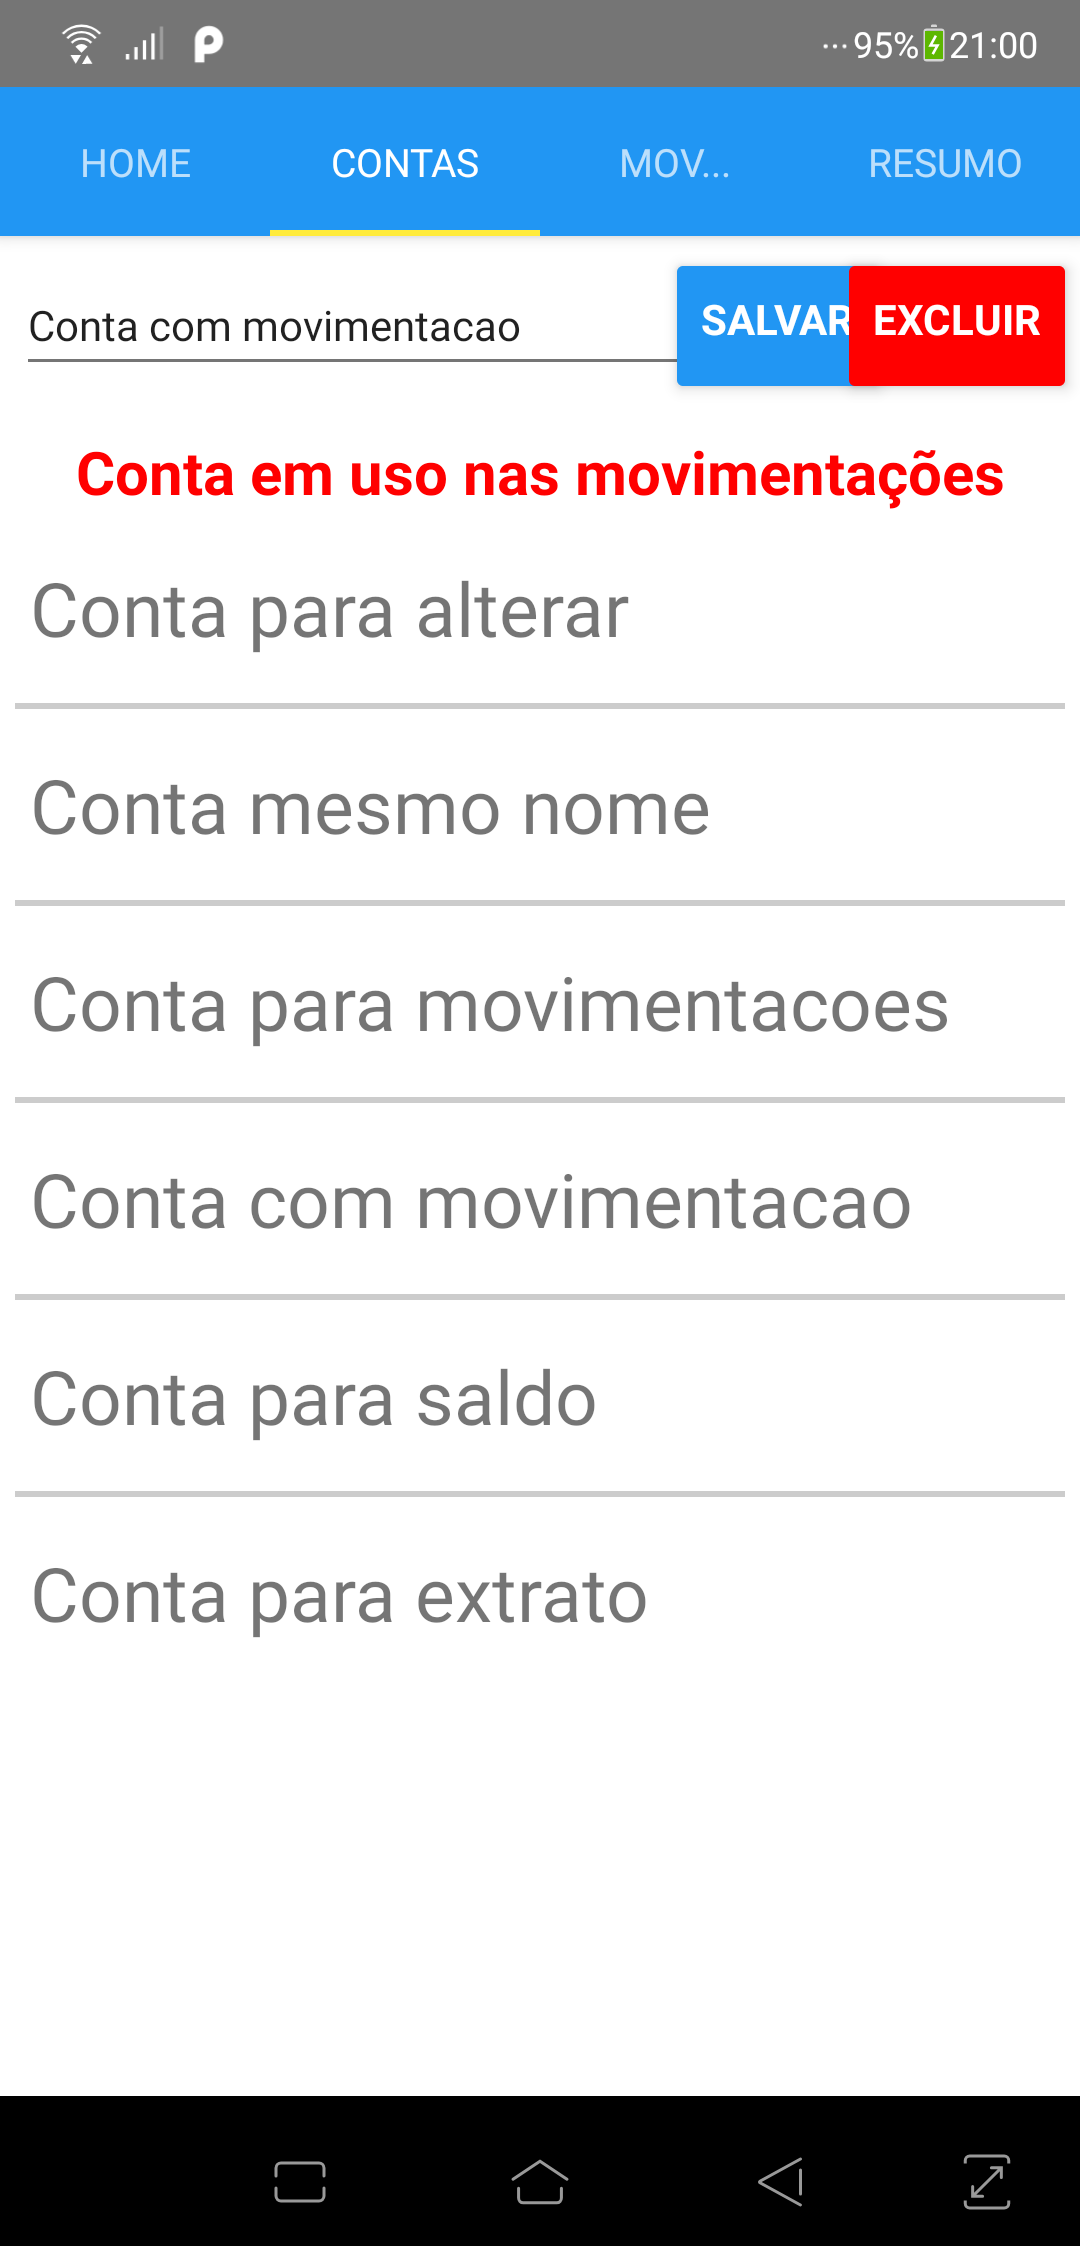 ··· 95% 21:00
HOME CONTAS MOV... RESUMO
Conta com movimentacao SALVAR EXCLUIR
Conta em uso nas movimentações
Conta para alterar
Conta mesmo nome
Conta para movimentacoes
Conta com movimentacao
Conta para saldo
Conta para extrato